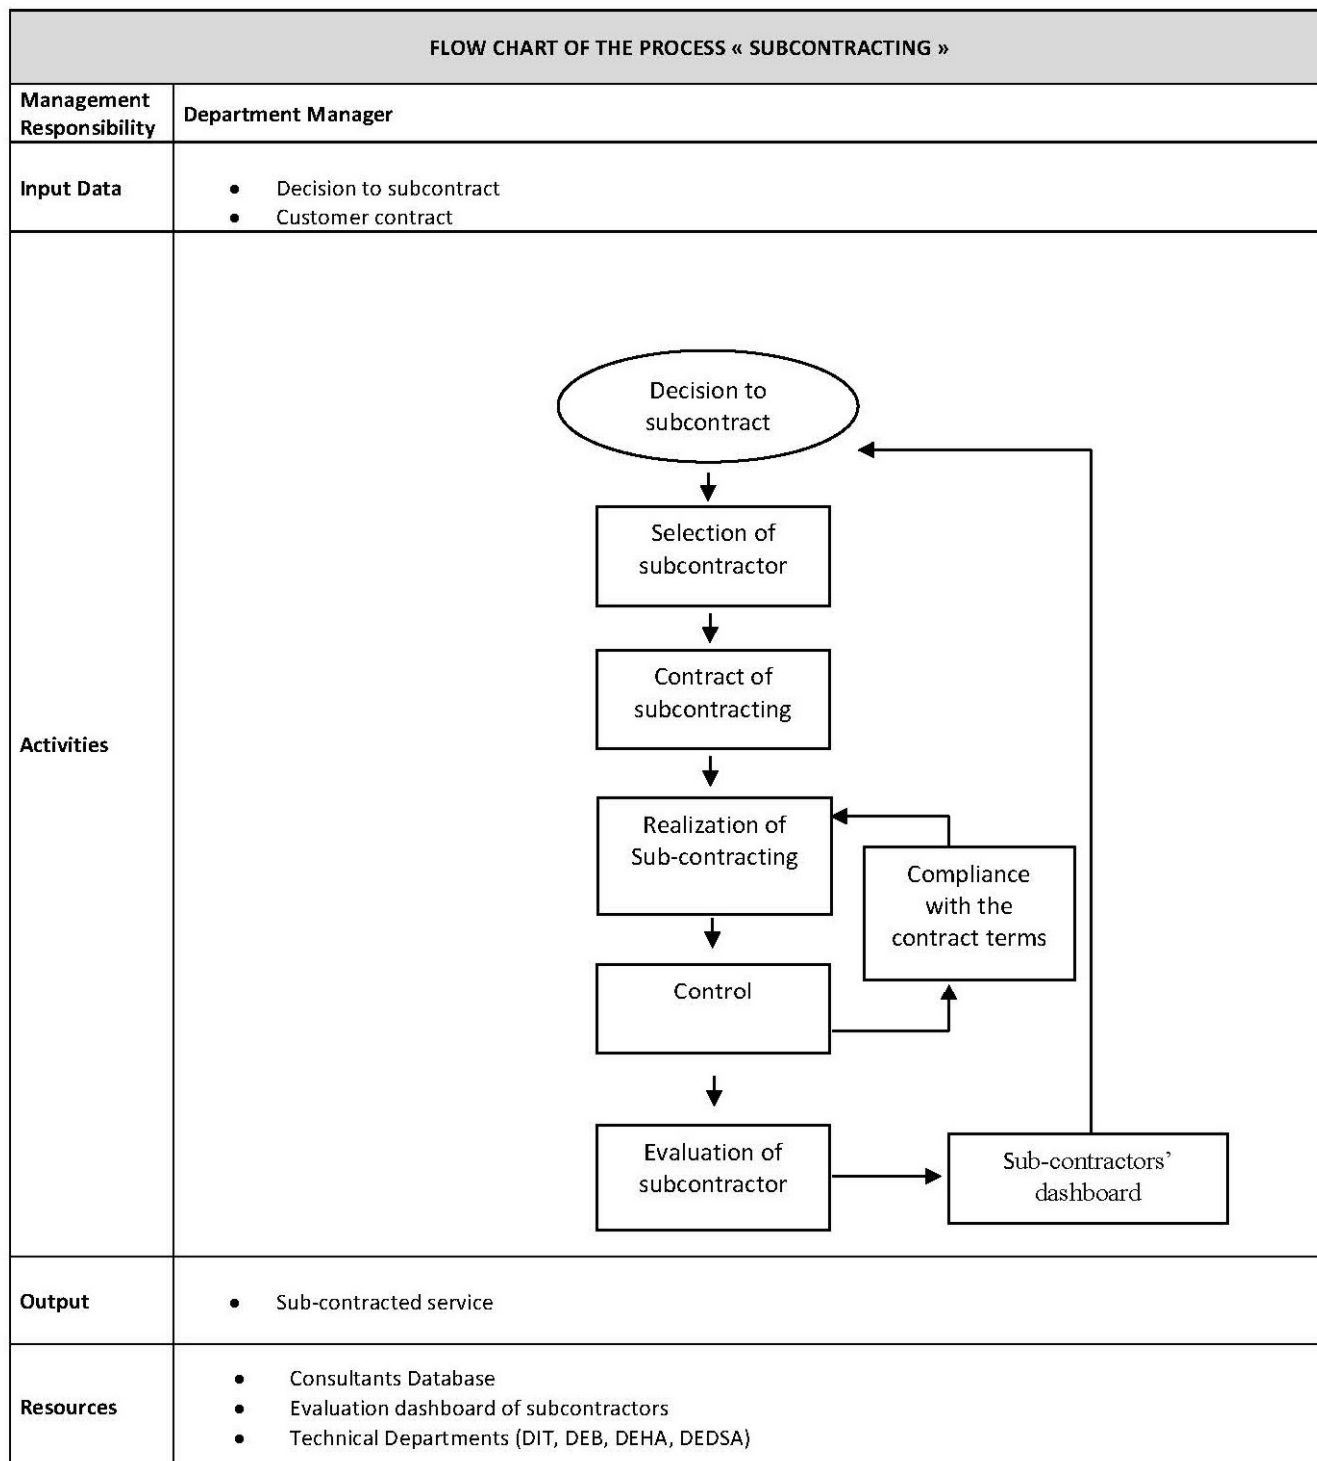 FLOW CHART OF THE PROCESS « SUBCONTRACTING »
Management
Responsibility
Department Manager
Input Data
● Decision to subcontract
● Customer contract
Activities
Decision to
subcontract
Selection of
subcontractor
Contract of
subcontracting
Realization of
Sub-contracting
Compliance
with the
contract terms
Control
Evaluation of
subcontractor
Sub-contractors’
dashboard
Output
● Sub-contracted service
Resources
● Consultants Database
● Evaluation dashboard of subcontractors
● Technical Departments (DIT, DEB, DEHA, DEDSA)